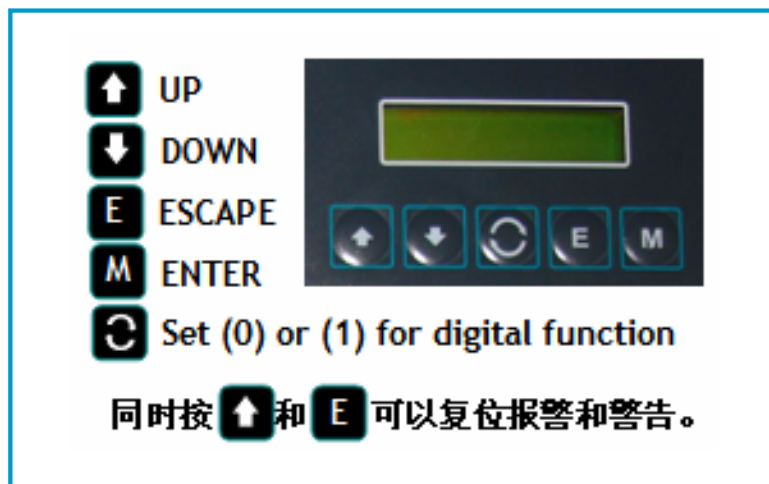 UP
DOWN
E ESCAPE
M ENTER
Set (0) or (1) for digital function
E M
同时按 和 E 可以复位报警和警告。